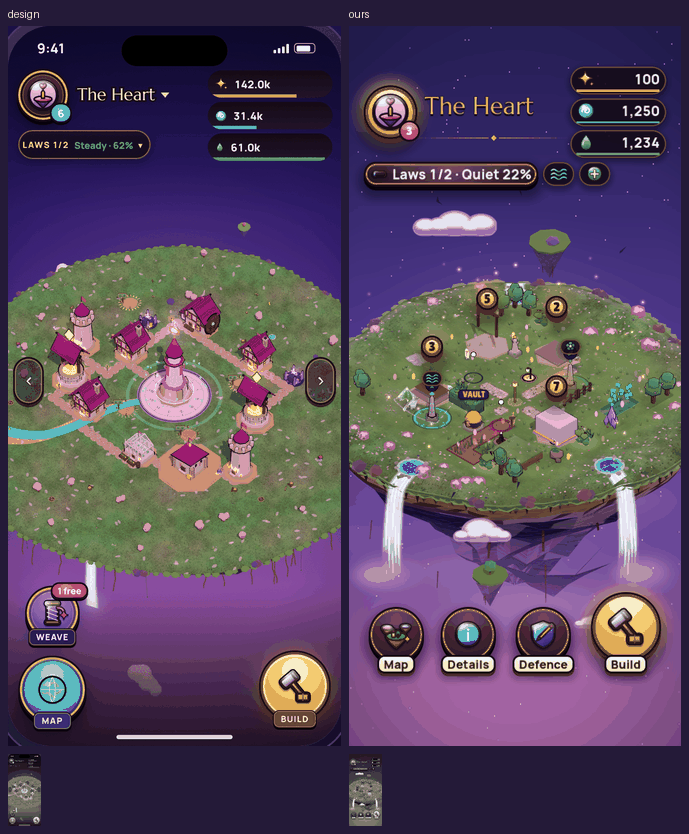 design
ours
9:41
The Heart
6
142.0k
31.4k
61.0k
LAWS 1/2 Steady · 62%
1 free
WEAVE
MAP
BUILD
The Heart
3
100
1,250
1,234
Laws 1/2 · Quiet 22%
5
2
3
7
VAULT
Map
Details
Defence
Build